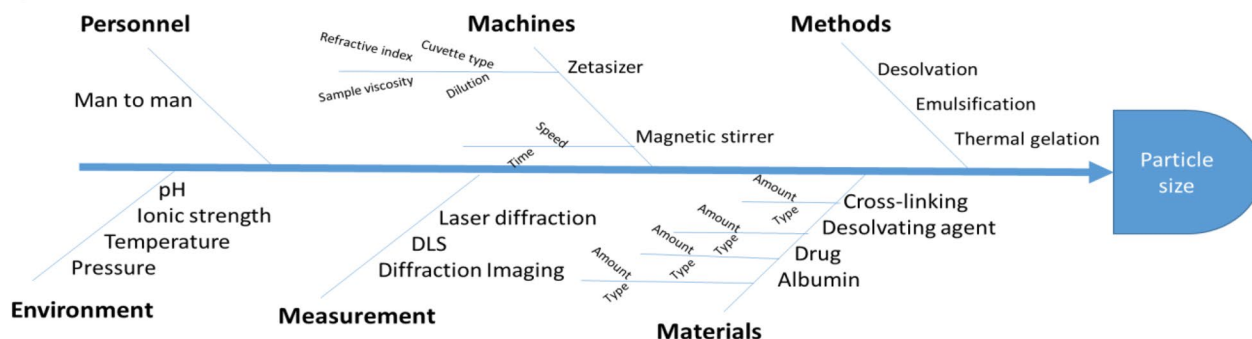 Personnel
Machines
Methods
Refractive index
Cuvette type
Sample viscosity
Dilution
Zetasizer
Man to man
Speed
Time
Magnetic stirrer
Desolvation
Emulsification
Thermal gelation
Particle
size
pH
Ionic strength
Temperature
Pressure
Environment
Laser diffraction
DLS
Diffraction Imaging
Measurement
Amount
Type
Cross-linking
Amount
Type
Desolvating agent
Amount
Type
Drug
Amount
Type
Albumin
Materials